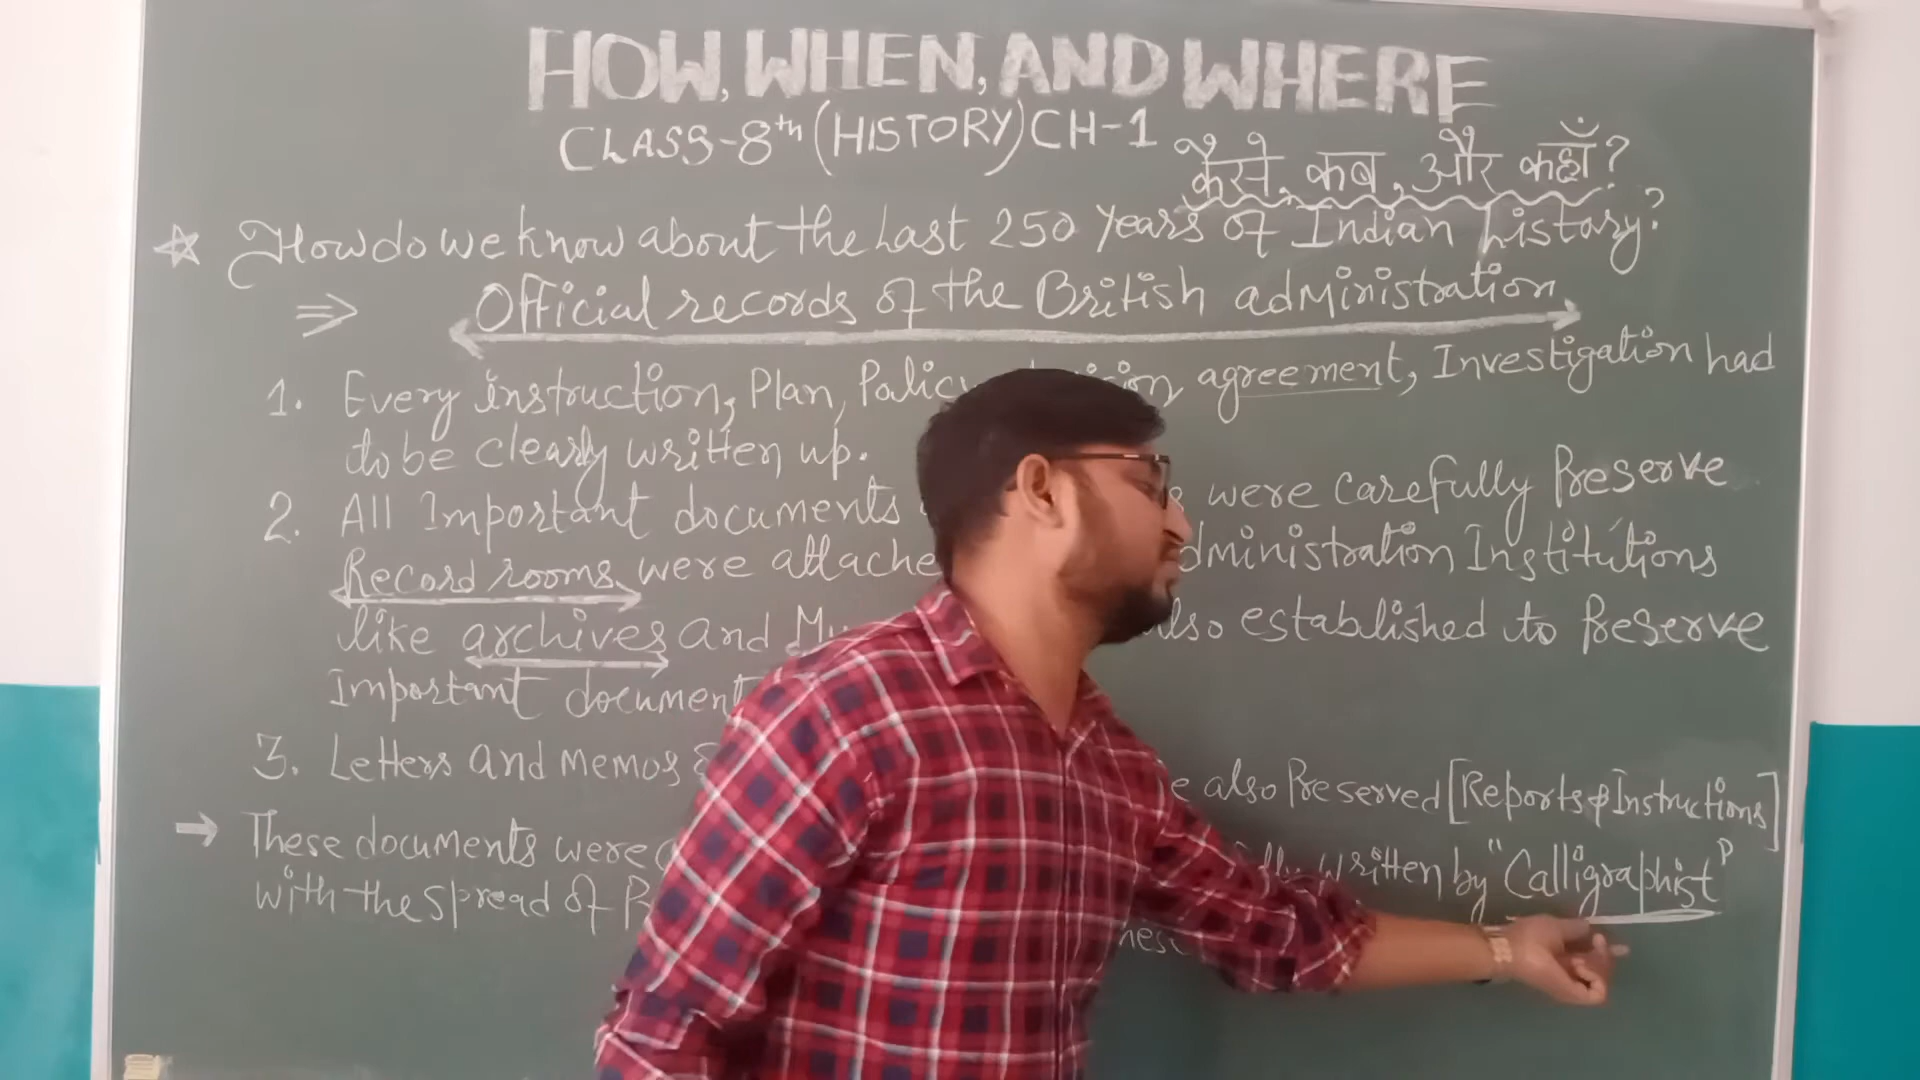 HOW, WHEN, AND WHERE
CLASS-8th (HISTORY) CH-1
कैसे, कब, और कहाँ?
How do we know about the Last 250 Years of Indian history?
⇒ Official records of the British administration
1. Every instruction, Plan, Policy agreement, Investigation had
to be clearly written up.
2. All Important documents were carefully Preserve
Record rooms were attache dministration Institutions
like archives and Mu also established to Preserve
Important document
3. Letters and Memos also Preserved [Reports & Instructions]
→ These documents were written by "Calligraphist"
with the spread of